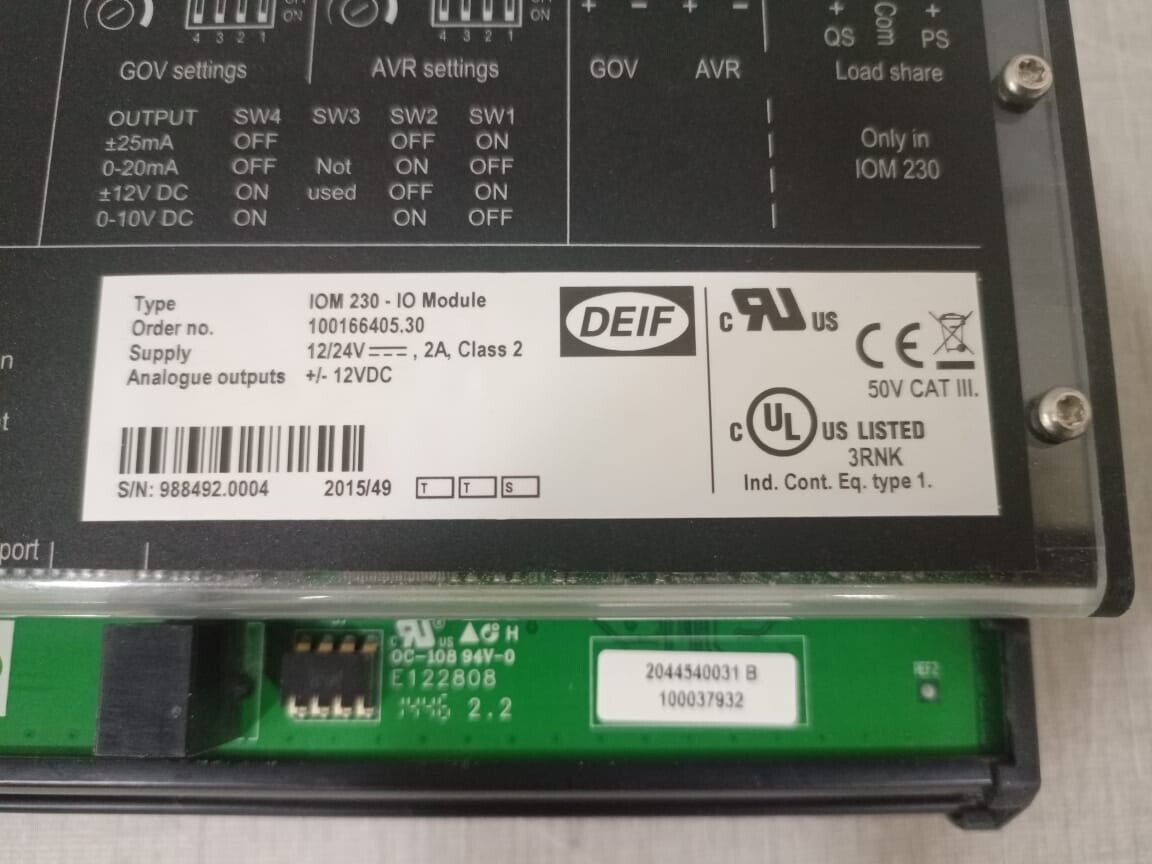 ON
ON
4 3 2 1
4 3 2 1
GOV settings
AVR settings
OUTPUT SW4 SW3 SW2 SW1
±25mA OFF OFF ON
0-20mA OFF Not ON OFF
±12V DC ON used OFF ON
0-10V DC ON ON OFF
+ - + -
GOV AVR
+ Com +
QS PS
Load share
Only in
IOM 230
Type IOM 230 - IO Module
Order no. 100166405.30
Supply 12/24V⎓, 2A, Class 2
Analogue outputs +/- 12VDC
S/N: 988492.0004 2015/49 T T S
DEIF
c RU US
CE
50V CAT III.
C UL US LISTED
3RNK
Ind. Cont. Eq. type 1.
port
c RU US ® H
OC-108 94V-0
E122808
1446 2.2
2044540031 B
100037932
REF2